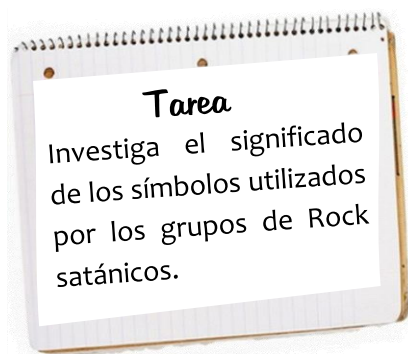 Tarea
Investiga el significado
de los símbolos utilizados
por los grupos de Rock
satánicos.